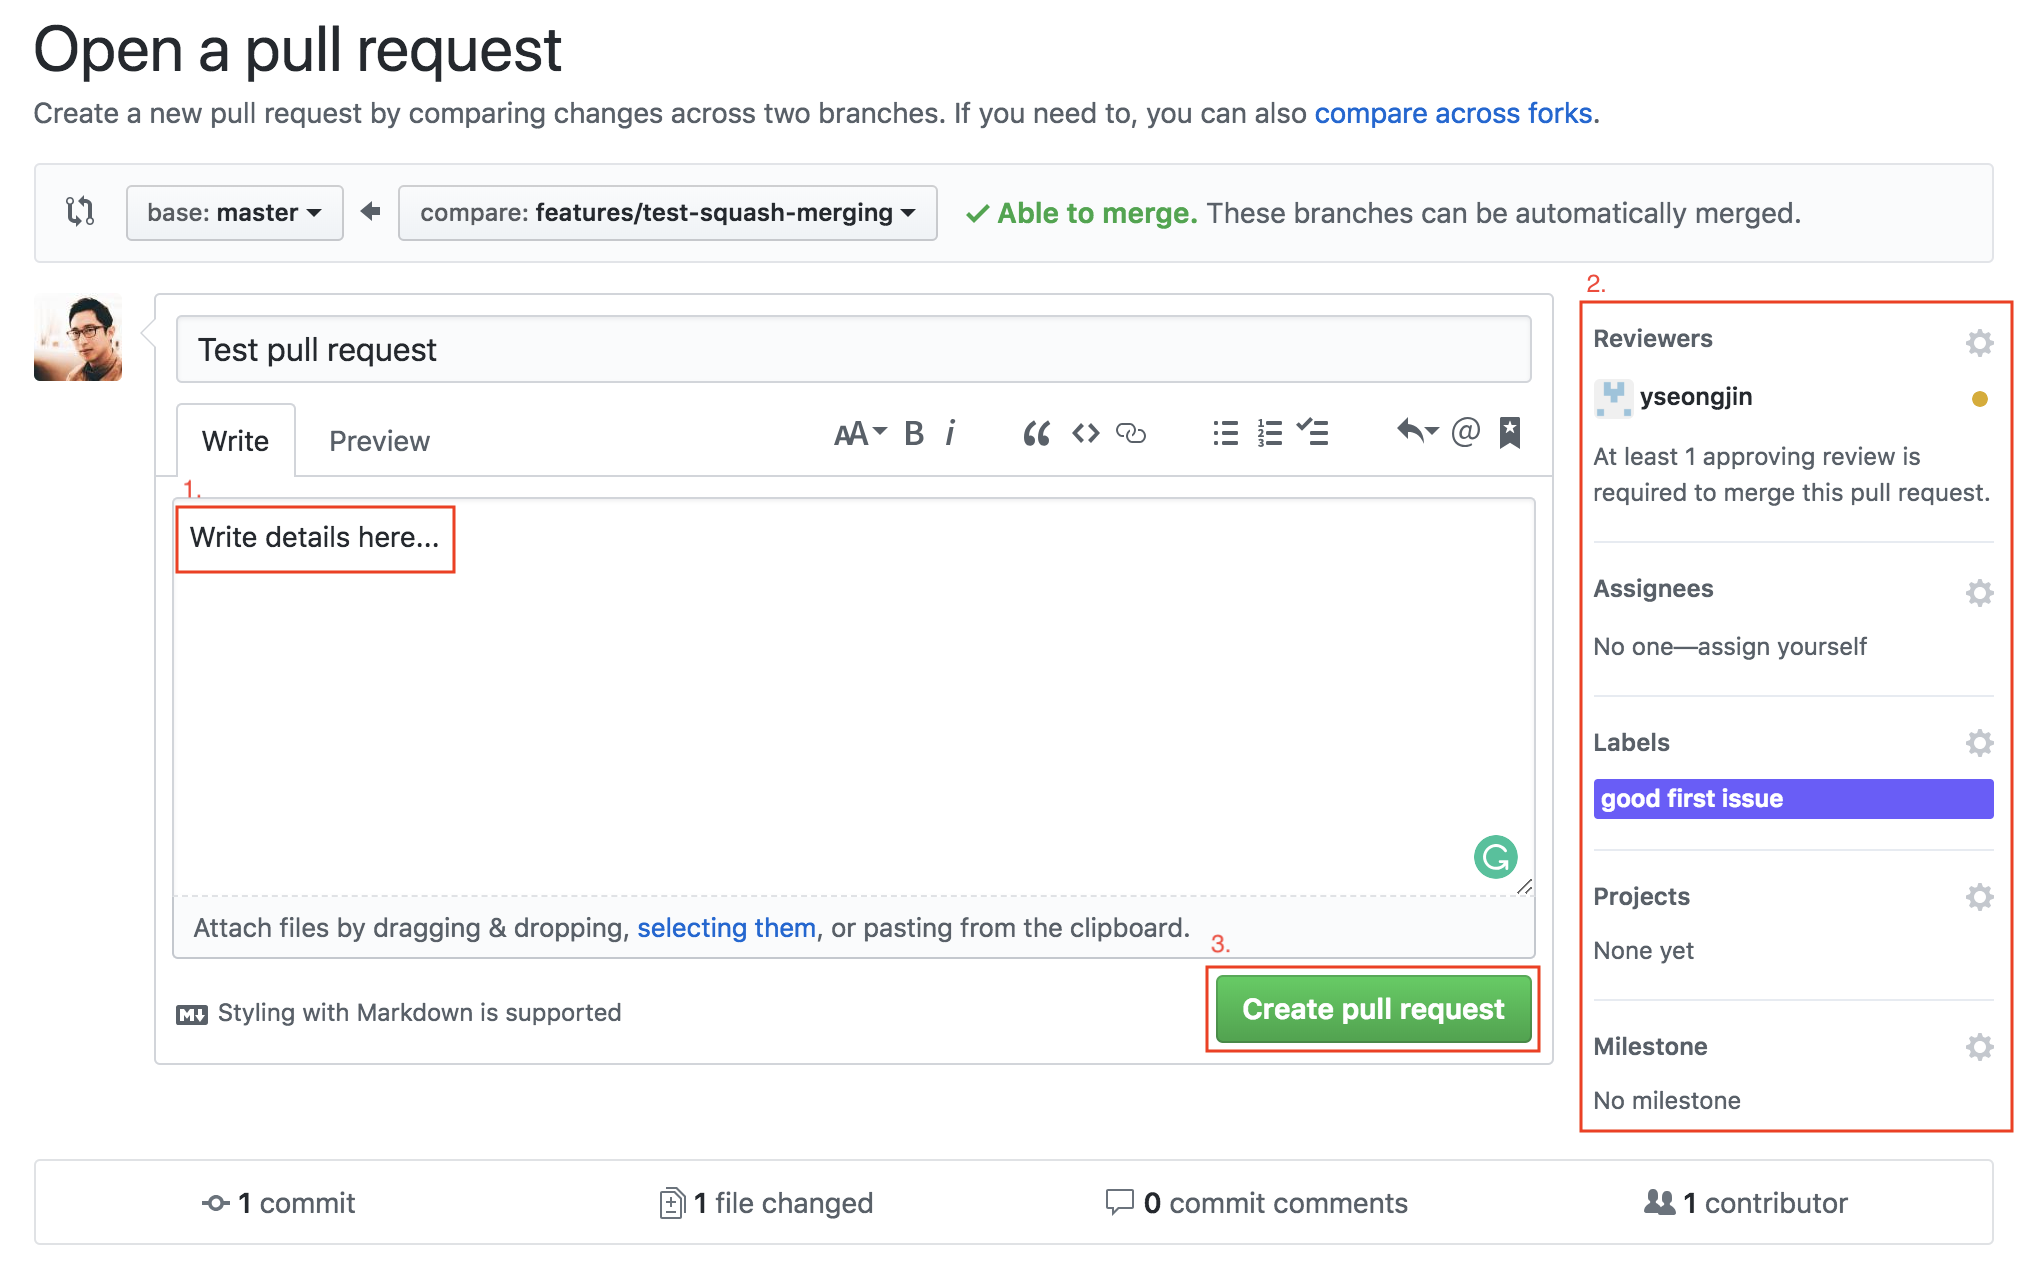 Open a pull request
Create a new pull request by comparing changes across two branches. If you need to, you can also compare across forks.
base: master
compare: features/test-squash-merging
Able to merge. These branches can be automatically merged.
Test pull request
Write
Preview
AA B i
1.
Write details here...
Attach files by dragging & dropping, selecting them, or pasting from the clipboard.
Styling with Markdown is supported
3.
Create pull request
2.
Reviewers
yseongjin
At least 1 approving review is
required to merge this pull request.
Assignees
No one—assign yourself
Labels
good first issue
Projects
None yet
Milestone
No milestone
1 commit
1 file changed
0 commit comments
1 contributor